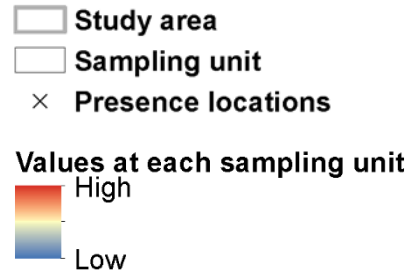 Study area
Sampling unit
Presence locations
Values at each sampling unit
High
Low